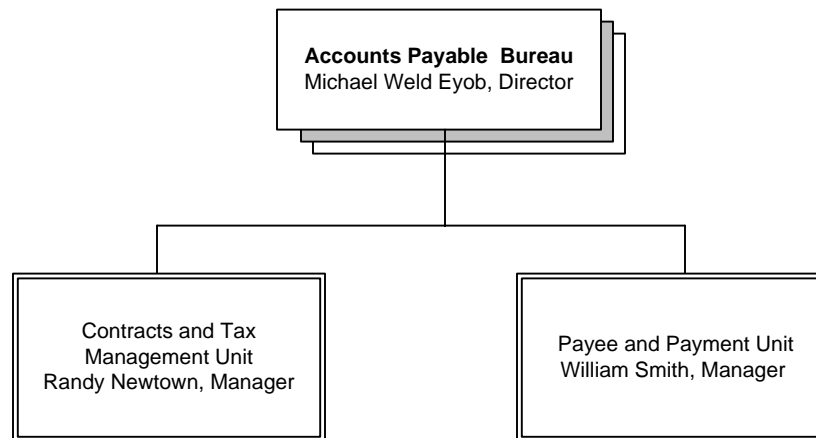 Accounts Payable  Bureau
Michael Weld Eyob, Director
Contracts and Tax
Management Unit
Randy Newtown, Manager
Payee and Payment Unit
William Smith, Manager